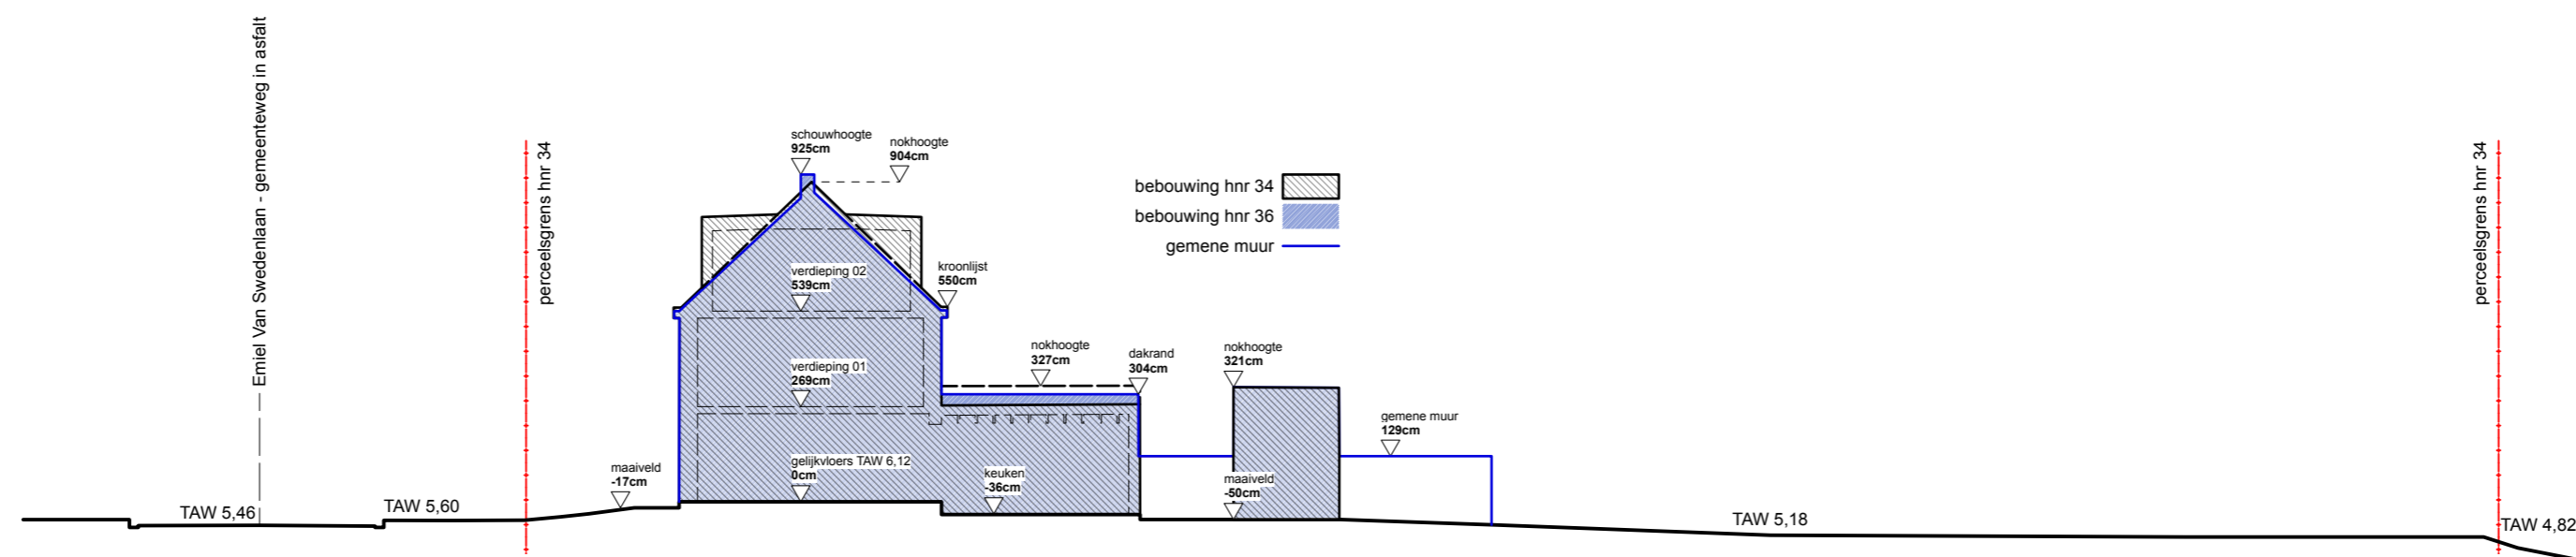 Emiel Van Swedenlaan - gemeenteweg in asfalt
perceelsgrens hnr 34
schouwhoogte
925cm
nokhoogte
904cm
bebouwing hnr 34
bebouwing hnr 36
gemene muur
perceelsgrens hnr 34
verdieping 02
539cm
kroonlijst
550cm
verdieping 01
269cm
nokhoogte
327cm
dakrand
304cm
nokhoogte
321cm
gemene muur
129cm
maaiveld
-17cm
gelijkvloers TAW 6,12
0cm
keuken
-36cm
maaiveld
-50cm
TAW 5,46
TAW 5,60
TAW 5,18
TAW 4,82